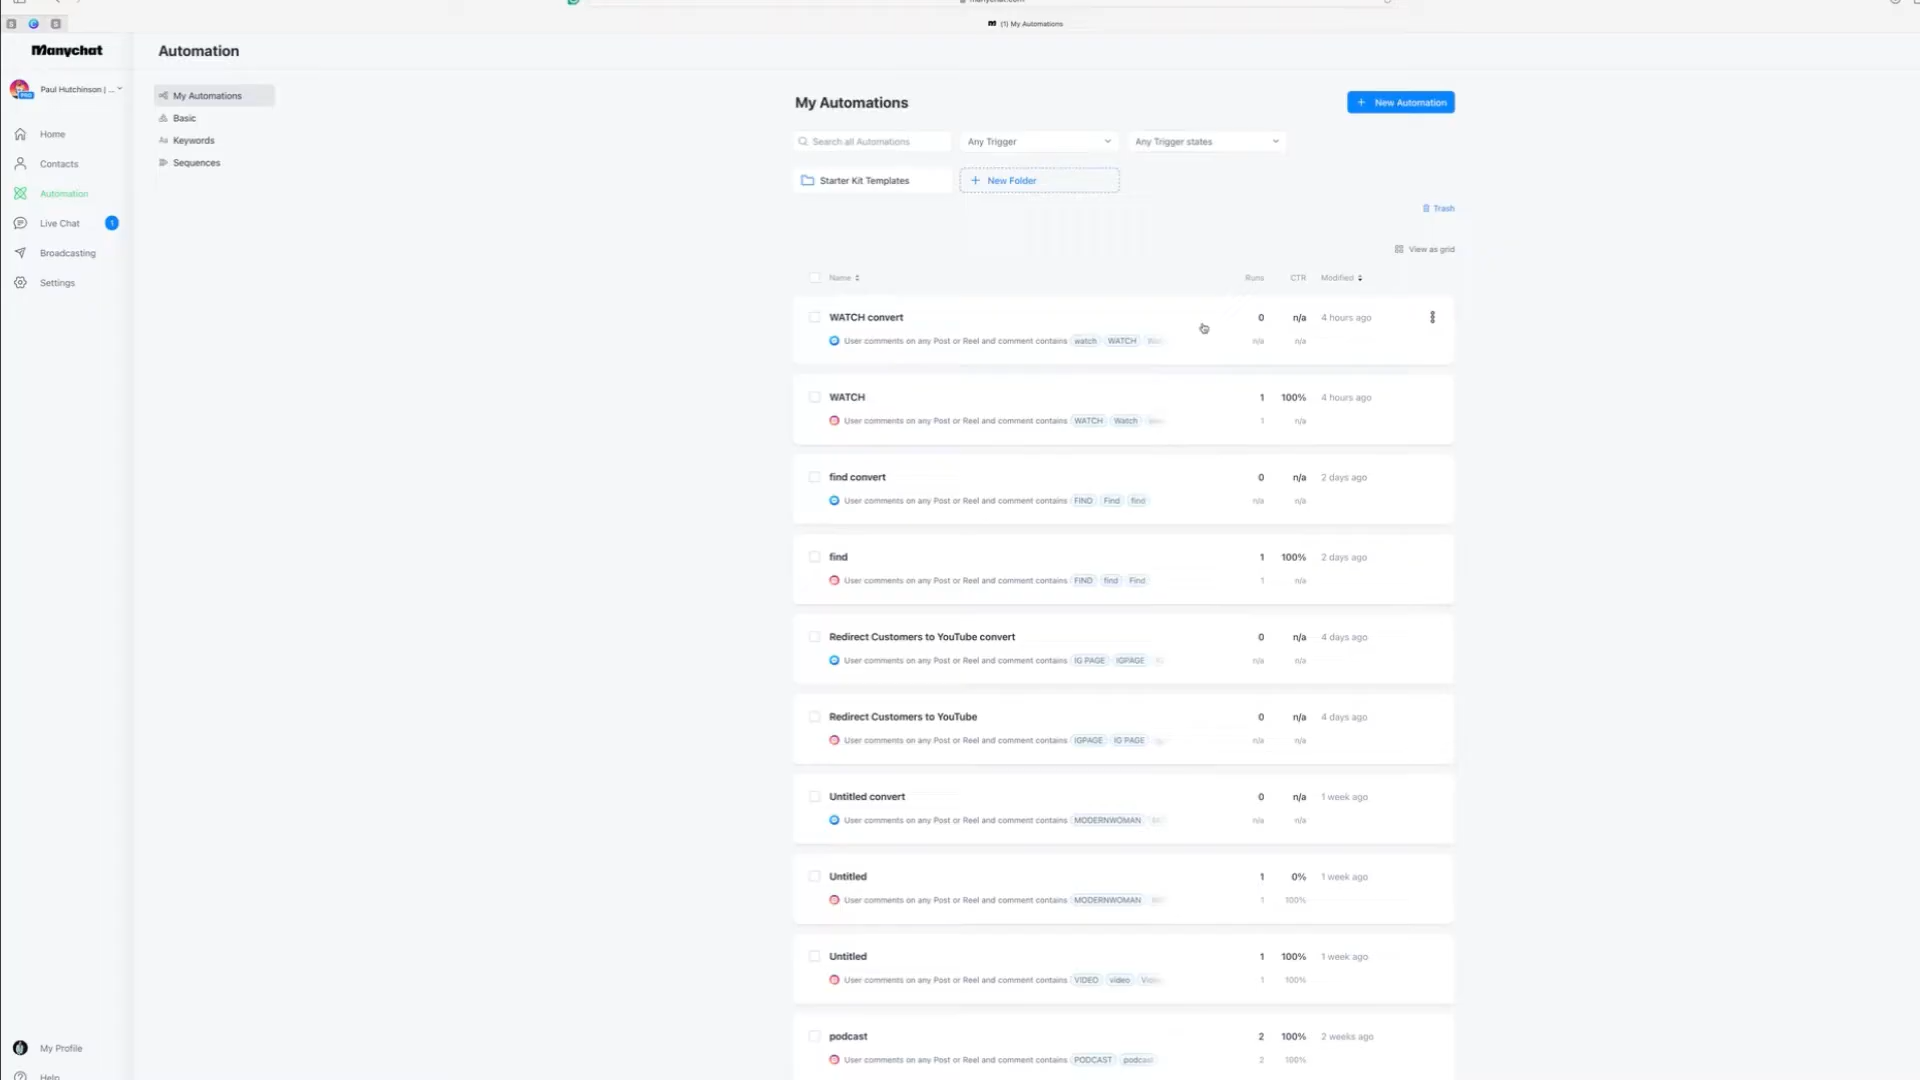 (1) My Automations
Manychat
Automation
Paul Hutchinson | ...
PRO
Home
Contacts
Automation
Live Chat
1
Broadcasting
Settings
My Profile
Help
My Automations
Basic
Aa Keywords
Sequences
My Automations
+ New Automation
Search all Automations
Any Trigger
Any Trigger states
Starter Kit Templates
+ New Folder
Trash
View as grid
Name Runs CTR Modified
WATCH convert 0 n/a 4 hours ago
User comments on any Post or Reel and comment contains watch WATCH n/a n/a
WATCH 1 100% 4 hours ago
User comments on any Post or Reel and comment contains WATCH Watch 1 n/a
find convert 0 n/a 2 days ago
User comments on any Post or Reel and comment contains FIND Find find n/a n/a
find 1 100% 2 days ago
User comments on any Post or Reel and comment contains FIND find Find 1 n/a
Redirect Customers to YouTube convert 0 n/a 4 days ago
User comments on any Post or Reel and comment contains IG PAGE IGPAGE n/a n/a
Redirect Customers to YouTube 0 n/a 4 days ago
User comments on any Post or Reel and comment contains IGPAGE IG PAGE n/a n/a
Untitled convert 0 n/a 1 week ago
User comments on any Post or Reel and comment contains MODERNWOMAN n/a n/a
Untitled 1 0% 1 week ago
User comments on any Post or Reel and comment contains MODERNWOMAN 1 100%
Untitled 1 100% 1 week ago
User comments on any Post or Reel and comment contains VIDEO video 1 100%
podcast 2 100% 2 weeks ago
User comments on any Post or Reel and comment contains PODCAST podcast 2 100%